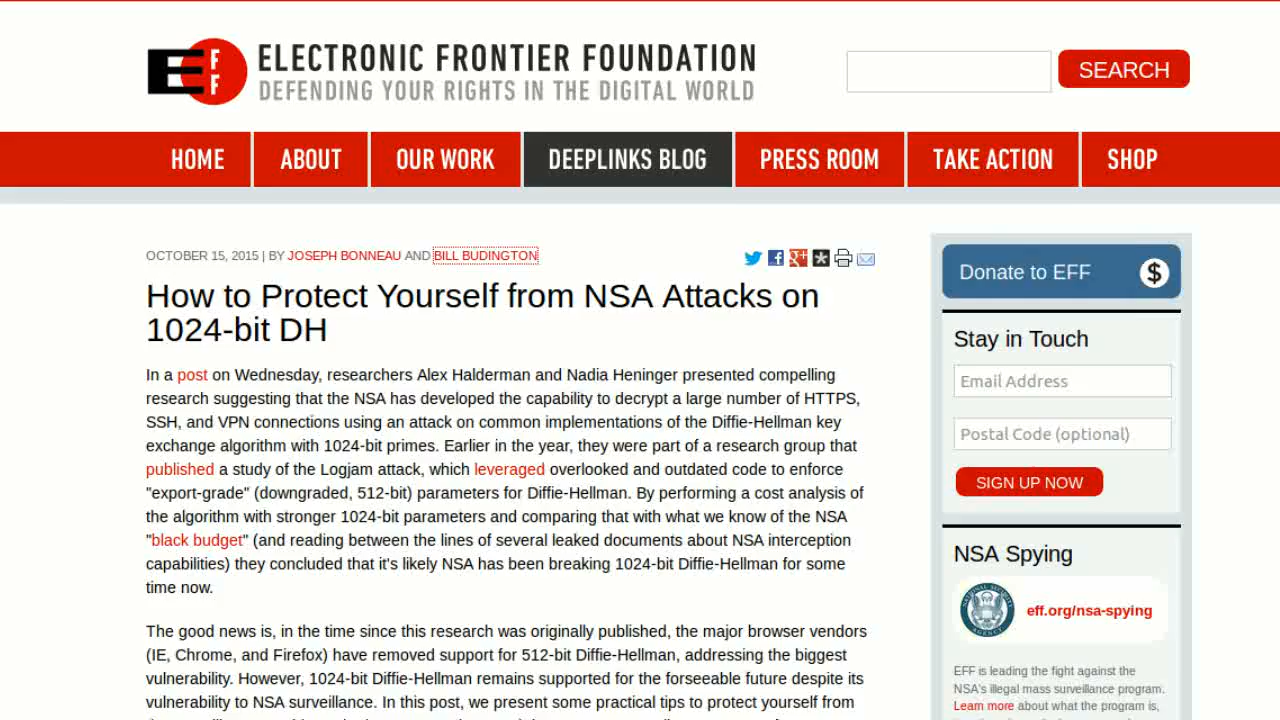 EFF
ELECTRONIC FRONTIER FOUNDATION
DEFENDING YOUR RIGHTS IN THE DIGITAL WORLD
SEARCH
HOME
ABOUT
OUR WORK
DEEPLINKS BLOG
PRESS ROOM
TAKE ACTION
SHOP
OCTOBER 15, 2015 | BY JOSEPH BONNEAU AND BILL BUDINGTON
How to Protect Yourself from NSA Attacks on
1024-bit DH
In a post on Wednesday, researchers Alex Halderman and Nadia Heninger presented compelling
research suggesting that the NSA has developed the capability to decrypt a large number of HTTPS,
SSH, and VPN connections using an attack on common implementations of the Diffie-Hellman key
exchange algorithm with 1024-bit primes. Earlier in the year, they were part of a research group that
published a study of the Logjam attack, which leveraged overlooked and outdated code to enforce
"export-grade" (downgraded, 512-bit) parameters for Diffie-Hellman. By performing a cost analysis of
the algorithm with stronger 1024-bit parameters and comparing that with what we know of the NSA
"black budget" (and reading between the lines of several leaked documents about NSA interception
capabilities) they concluded that it's likely NSA has been breaking 1024-bit Diffie-Hellman for some
time now.
The good news is, in the time since this research was originally published, the major browser vendors
(IE, Chrome, and Firefox) have removed support for 512-bit Diffie-Hellman, addressing the biggest
vulnerability. However, 1024-bit Diffie-Hellman remains supported for the forseeable future despite its
vulnerability to NSA surveillance. In this post, we present some practical tips to protect yourself from
Donate to EFF $
Stay in Touch
Email Address
Postal Code (optional)
SIGN UP NOW
NSA Spying
eff.org/nsa-spying
EFF is leading the fight against the
NSA's illegal mass surveillance program.
Learn more about what the program is,